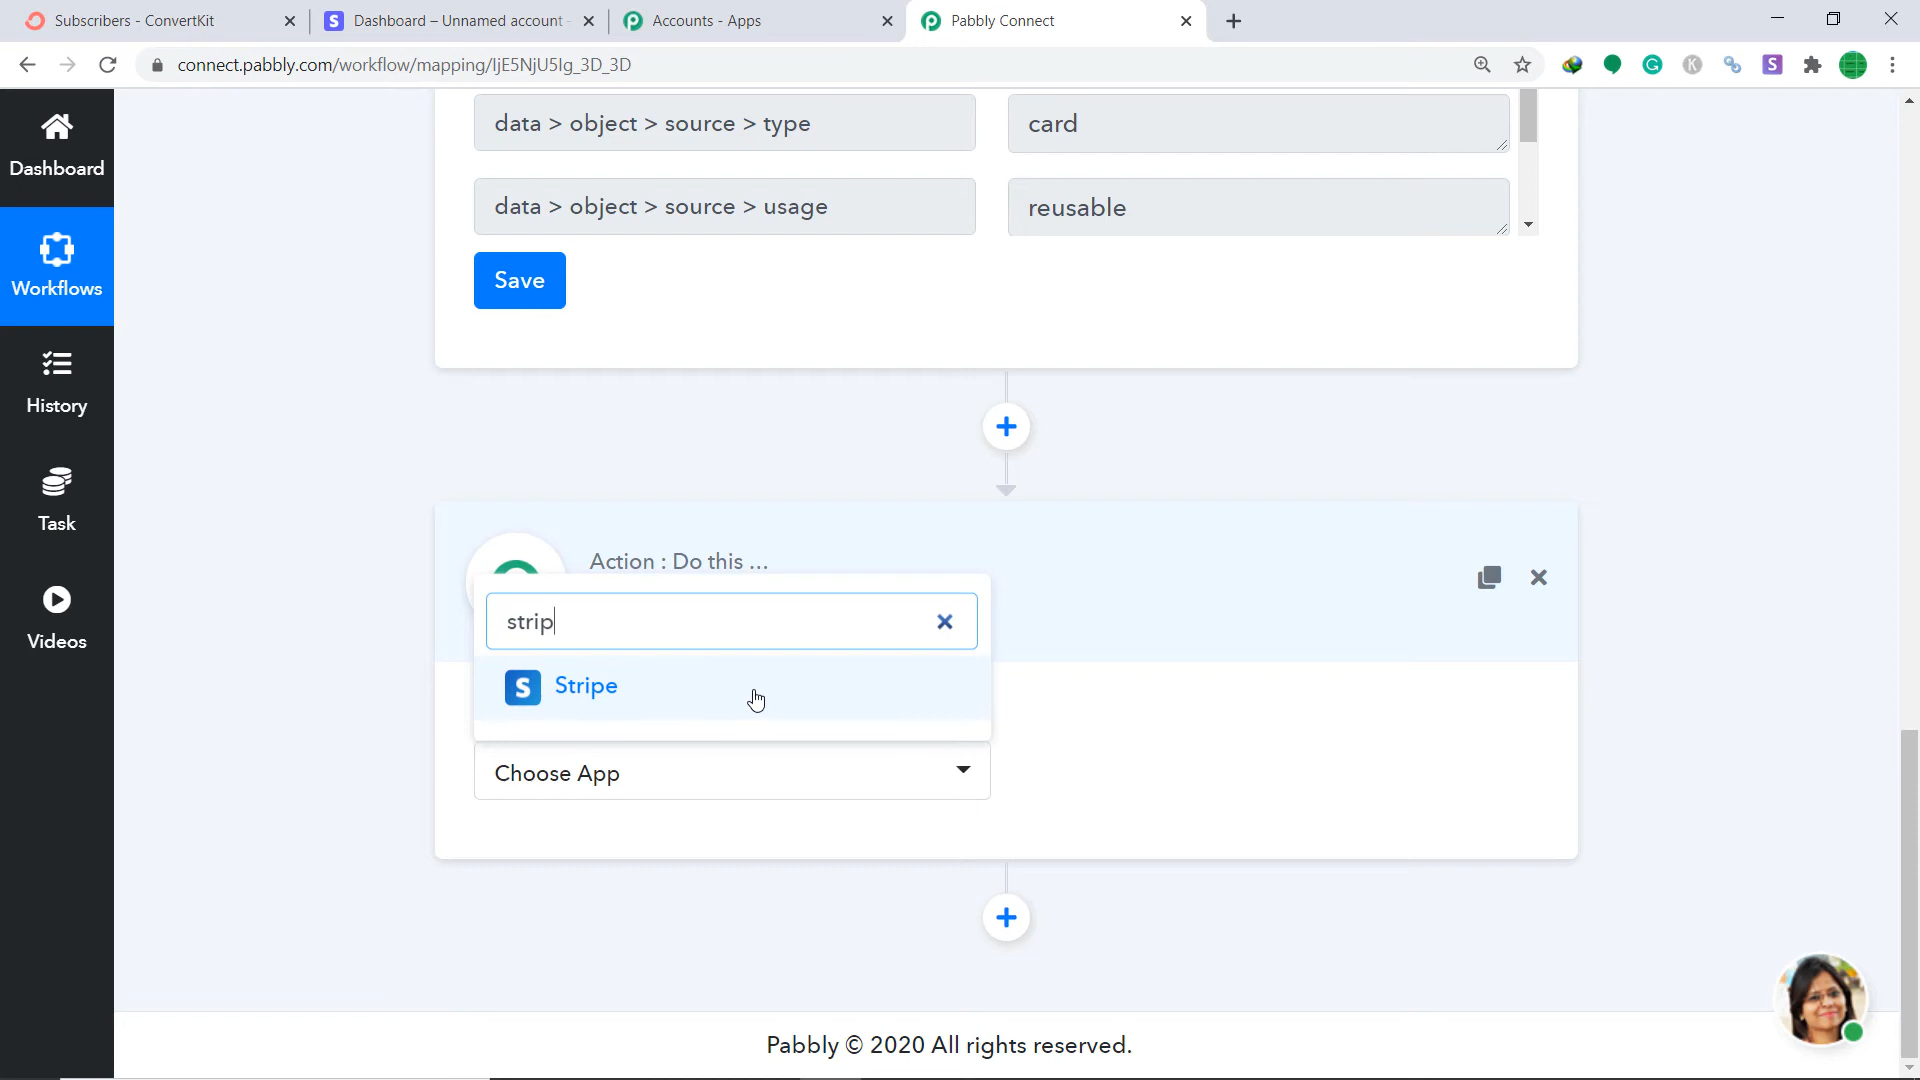 Subscribers - ConvertKit
Dashboard – Unnamed account -
Accounts - Apps
Pabbly Connect
connect.pabbly.com/workflow/mapping/IjE5NjU5Ig_3D_3D
Dashboard
Workflows
History
Task
Videos
data > object > source > type
card
data > object > source > usage
reusable
Save
Action : Do this ...
strip
Stripe
Choose App
Pabbly © 2020 All rights reserved.